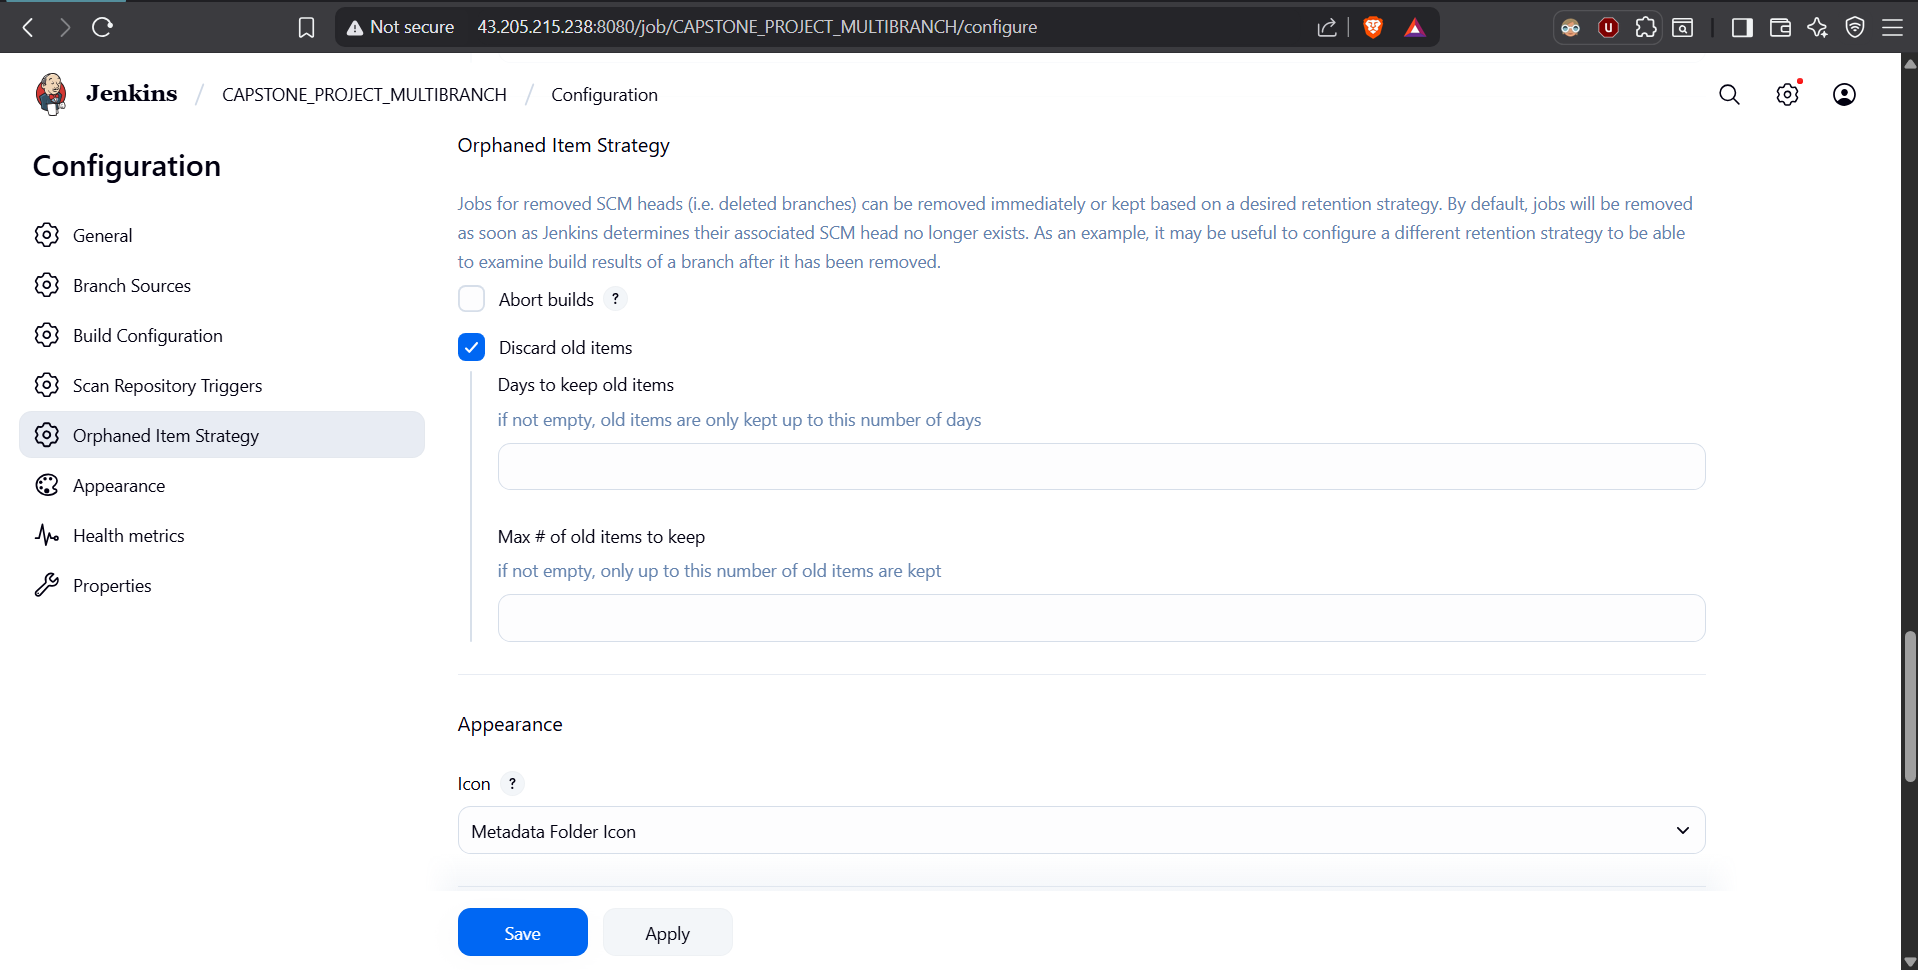 Not secure 43.205.215.238:8080/job/CAPSTONE_PROJECT_MULTIBRANCH/configure
Jenkins / CAPSTONE_PROJECT_MULTIBRANCH / Configuration
Configuration
General
Branch Sources
Build Configuration
Scan Repository Triggers
Orphaned Item Strategy
Appearance
Health metrics
Properties
Orphaned Item Strategy
Jobs for removed SCM heads (i.e. deleted branches) can be removed immediately or kept based on a desired retention strategy. By default, jobs will be removed
as soon as Jenkins determines their associated SCM head no longer exists. As an example, it may be useful to configure a different retention strategy to be able
to examine build results of a branch after it has been removed.
Abort builds ?
Discard old items
Days to keep old items
if not empty, old items are only kept up to this number of days
Max # of old items to keep
if not empty, only up to this number of old items are kept
Appearance
Icon ?
Metadata Folder Icon
Save Apply